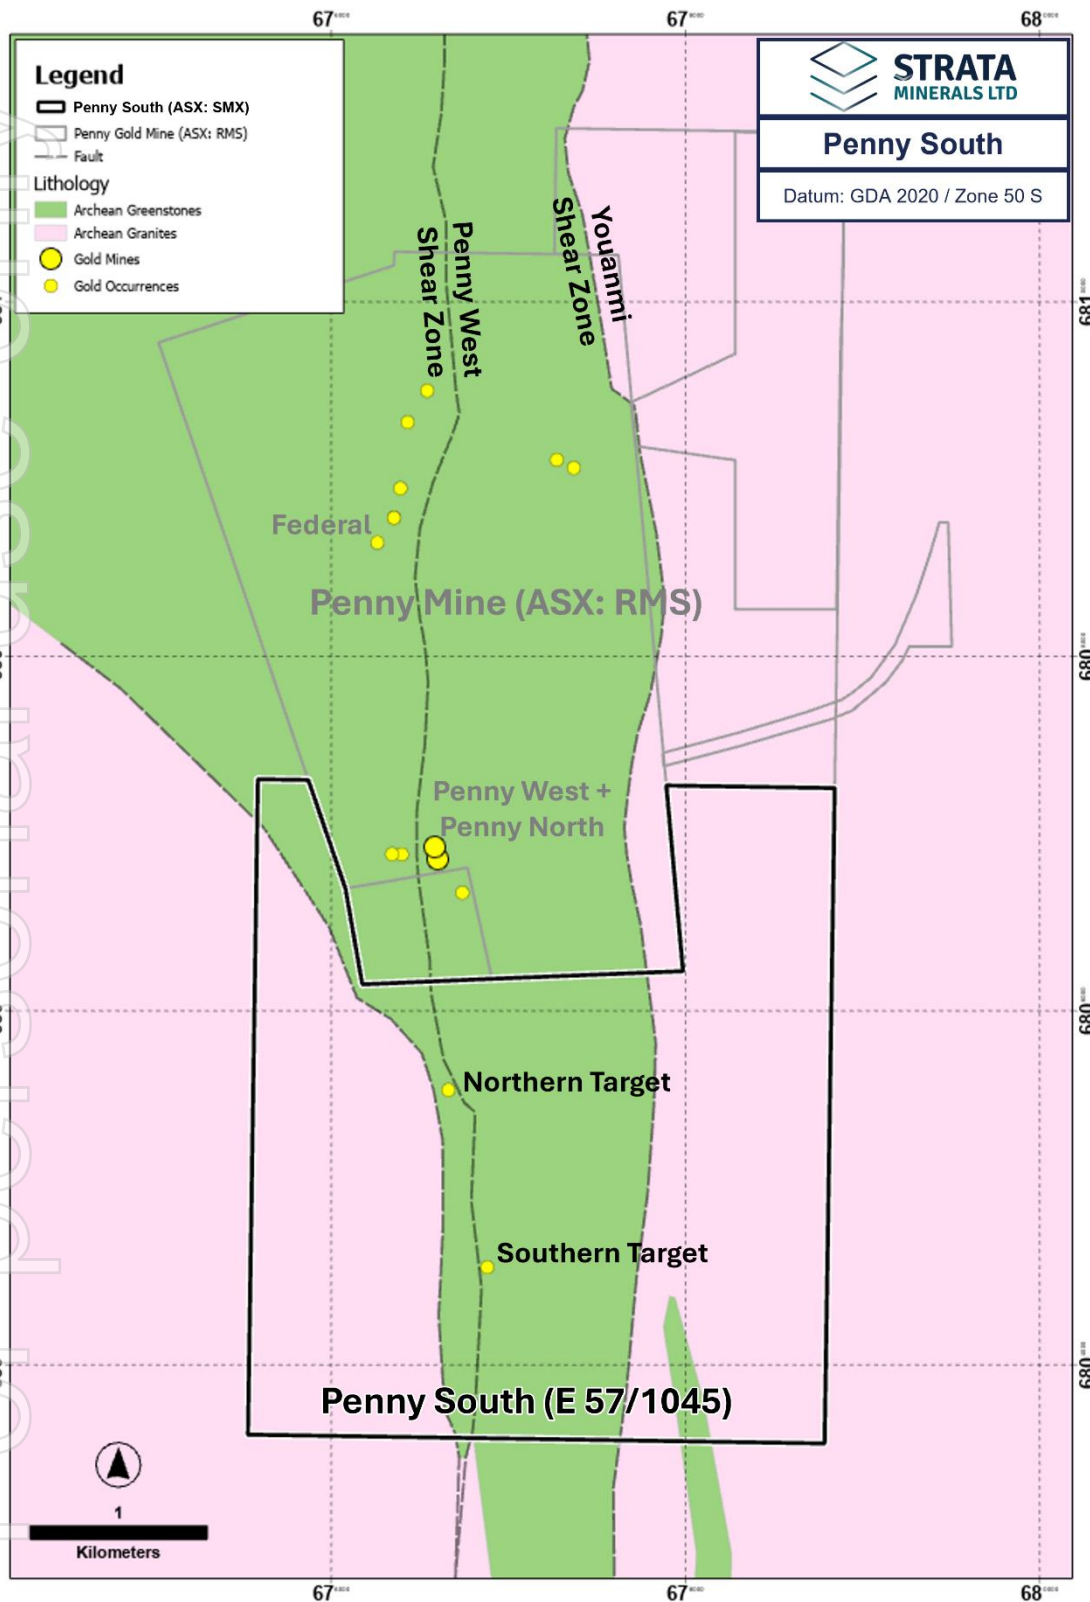 67 67 68
Legend
Penny South (ASX: SMX)
Penny Gold Mine (ASX: RMS)
Fault
Lithology
Archean Greenstones
Archean Granites
Gold Mines
Gold Occurrences
STRATA
MINERALS LTD
Penny South
Datum: GDA 2020 / Zone 50 S
Penny West
Shear Zone
Youanmi
Shear Zone
681
Federal
Penny Mine (ASX: RMS)
680
Penny West +
Penny North
680
Northern Target
Southern Target
680
Penny South (E 57/1045)
1
Kilometers
67 67 68